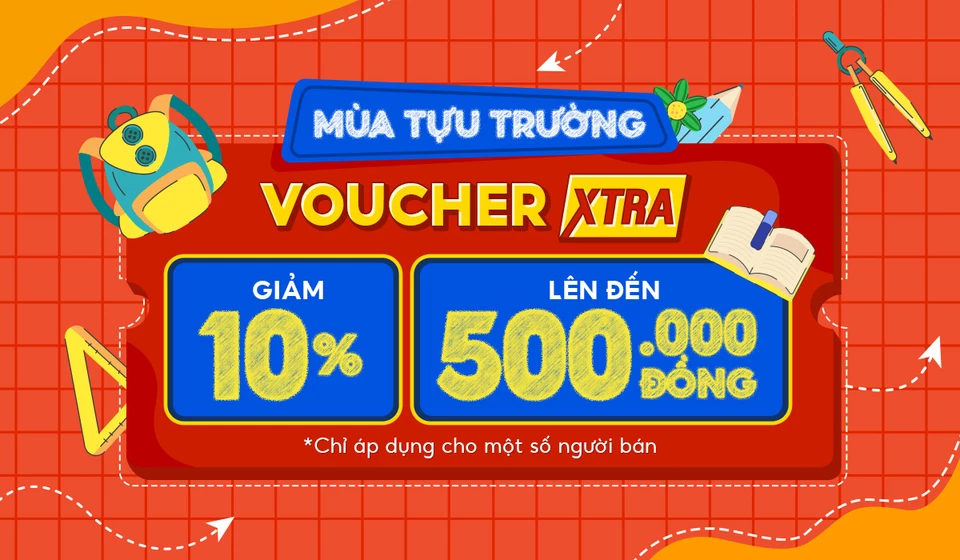 MÙA TỰU TRƯỜNG
VOUCHER XTRA
GIẢM
10%
LÊN ĐẾN
500.000
ĐỒNG
*Chỉ áp dụng cho một số người bán